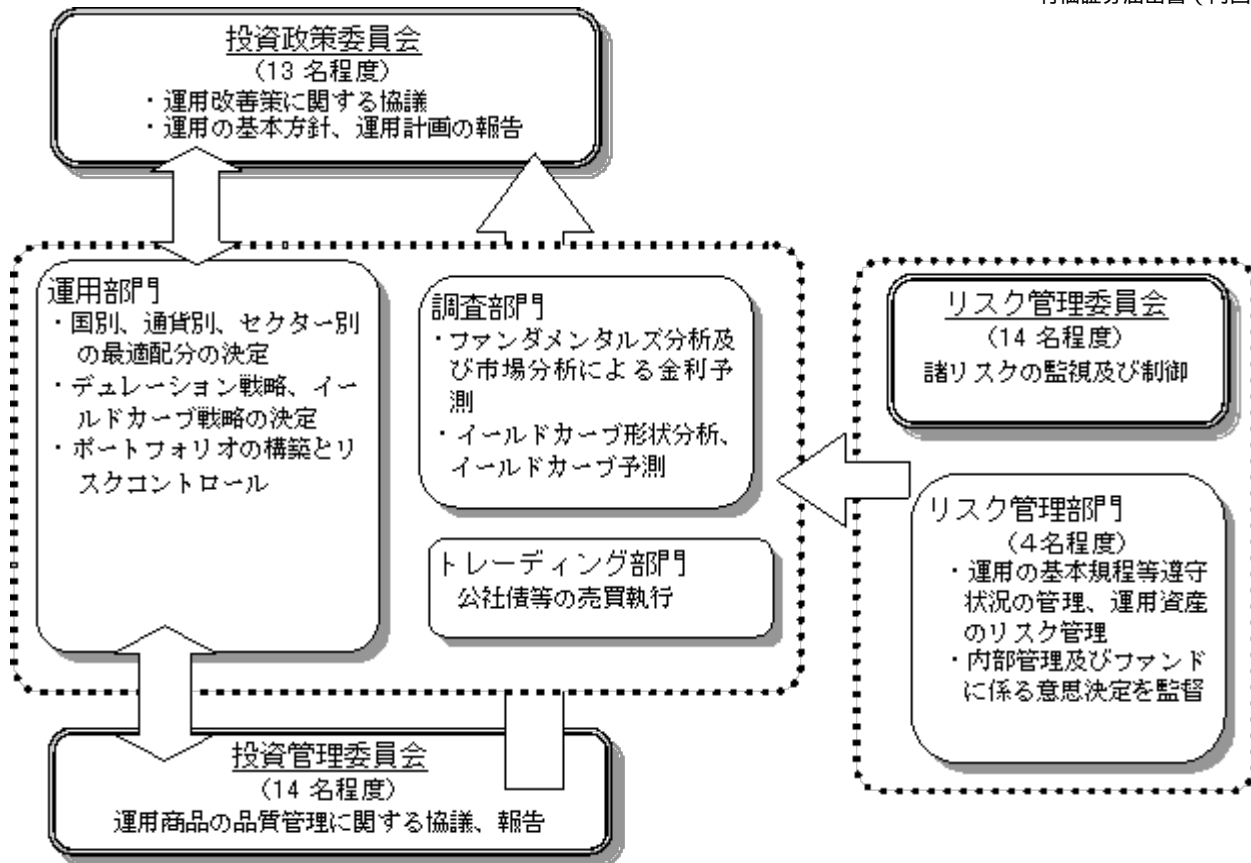 投資政策委員会
（13 名程度）
・運用改善策に関する協議
・運用の基本方針、運用計画の報告
運用部門
・国別、通貨別、セクター別
の最適配分の決定
・デュレーション戦略、イー
ルドカーブ戦略の決定
・ポートフォリオの構築とリ
スクコントロール
調査部門
・ファンダメンタルズ分析及
び市場分析による金利予
測
・イールドカーブ形状分析、
イールドカーブ予測
トレーディング部門
公社債等の売買執行
リスク管理委員会
（14 名程度）
諸リスクの監視及び制御
リスク管理部門
（4名程度）
・運用の基本規程等遵守
状況の管理、運用資産
のリスク管理
・内部管理及びファンド
に係る意思決定を監督
投資管理委員会
（14 名程度）
運用商品の品質管理に関する協議、報告